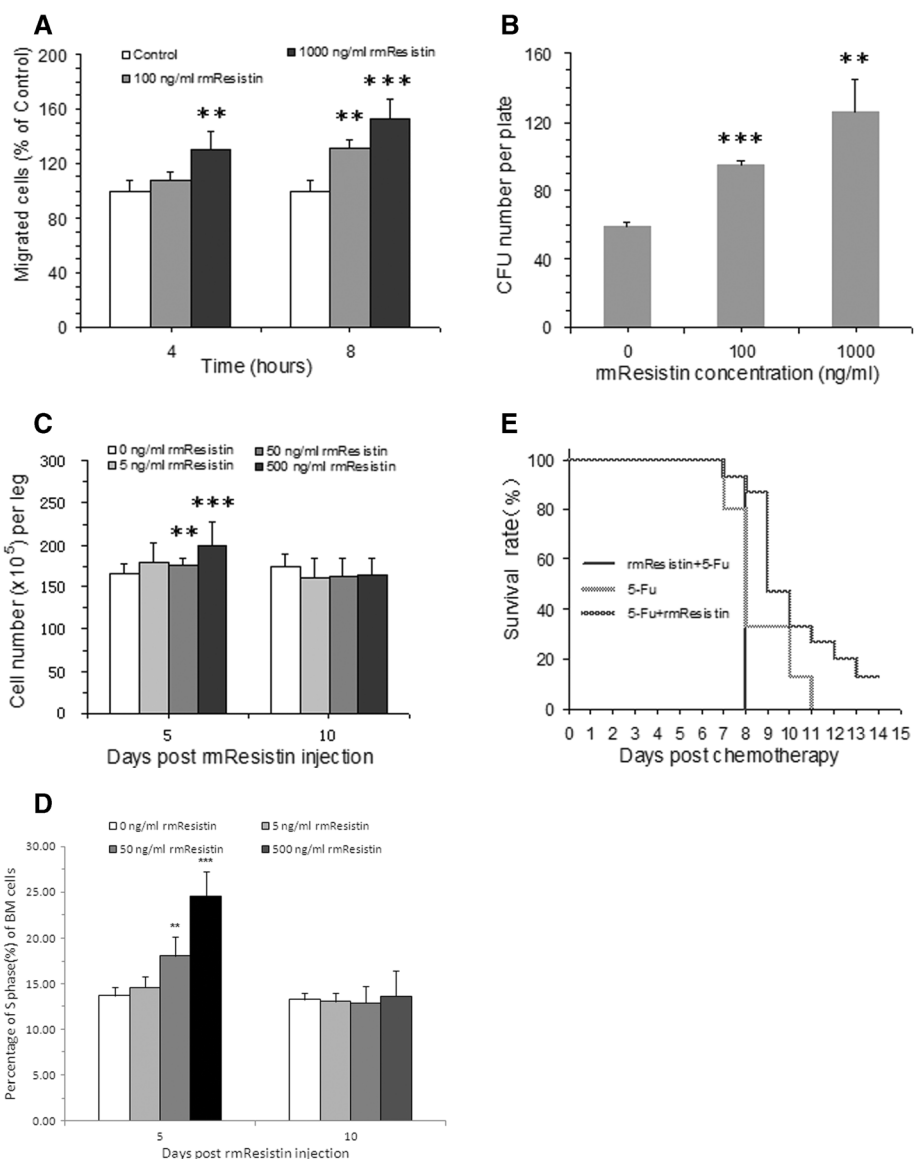 A
Control
1000 ng/ml rmResistin
100 ng/ml rmResistin
200
160
120
80
40
0
Migrated cells (% of Control)
**
**
***
4
8
Time (hours)
B
160
120
80
40
0
CFU number per plate
***
**
0
100
1000
rmResistin concentration (ng/ml)
C
0 ng/ml rmResistin
50 ng/ml rmResistin
5 ng/ml rmResistin
500 ng/ml rmResistin
300
250
200
150
100
50
0
Cell number (x10⁵) per leg
**
***
5
10
Days post rmResistin injection
E
100
80
60
40
20
0
Survival rate(%)
rmResistin+5-Fu
5-Fu
5-Fu+rmResistin
0 1 2 3 4 5 6 7 8 9 10 11 12 13 14 15
Days post chemotherapy
D
0 ng/ml rmResistin
5 ng/ml rmResistin
50 ng/ml rmResistin
500 ng/ml rmResistin
30.00
25.00
20.00
15.00
10.00
5.00
0.00
Percentage of S phase(%) of BM cells
**
***
5
10
Days post rmResistin injection